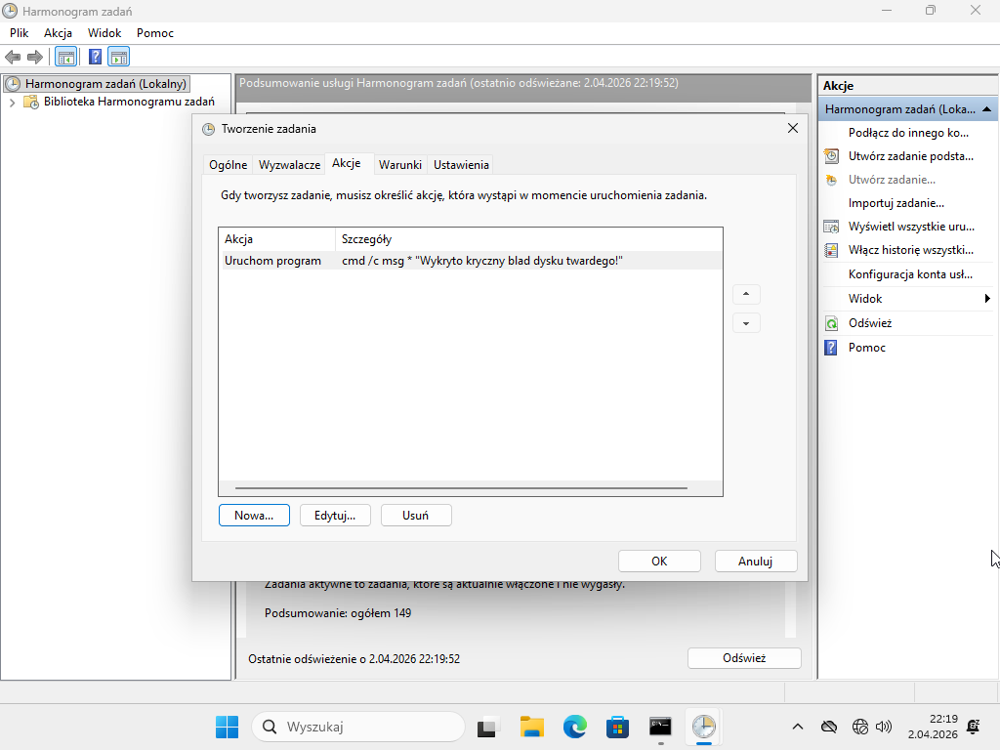 Harmonogram zadań
Plik Akcja Widok Pomoc
Harmonogram zadań (Lokalny)
Biblioteka Harmonogramu zadań
Podsumowanie usługi Harmonogram zadań (ostatnio odświeżane: 2.04.2026 22:19:52)
Tworzenie zadania
Ogólne Wyzwalacze Akcje Warunki Ustawienia
Gdy tworzysz zadanie, musisz określić akcję, która wystąpi w momencie uruchomienia zadania.
Akcja Szczegóły
Uruchom program cmd /c msg * "Wykryto kryczny blad dysku twardego!"
Nowa... Edytuj... Usuń
OK Anuluj
Zadania aktywne to zadania, które są aktualnie włączone i nie wygasły.
Podsumowanie: ogółem 149
Ostatnie odświeżenie o 2.04.2026 22:19:52
Odśwież
Akcje
Harmonogram zadań (Loka...
Podłącz do innego ko...
Utwórz zadanie podsta...
Utwórz zadanie...
Importuj zadanie...
Wyświetl wszystkie uru...
Włącz historię wszystki...
Konfiguracja konta usł...
Widok
Odśwież
Pomoc
Wyszukaj
22:19
2.04.2026